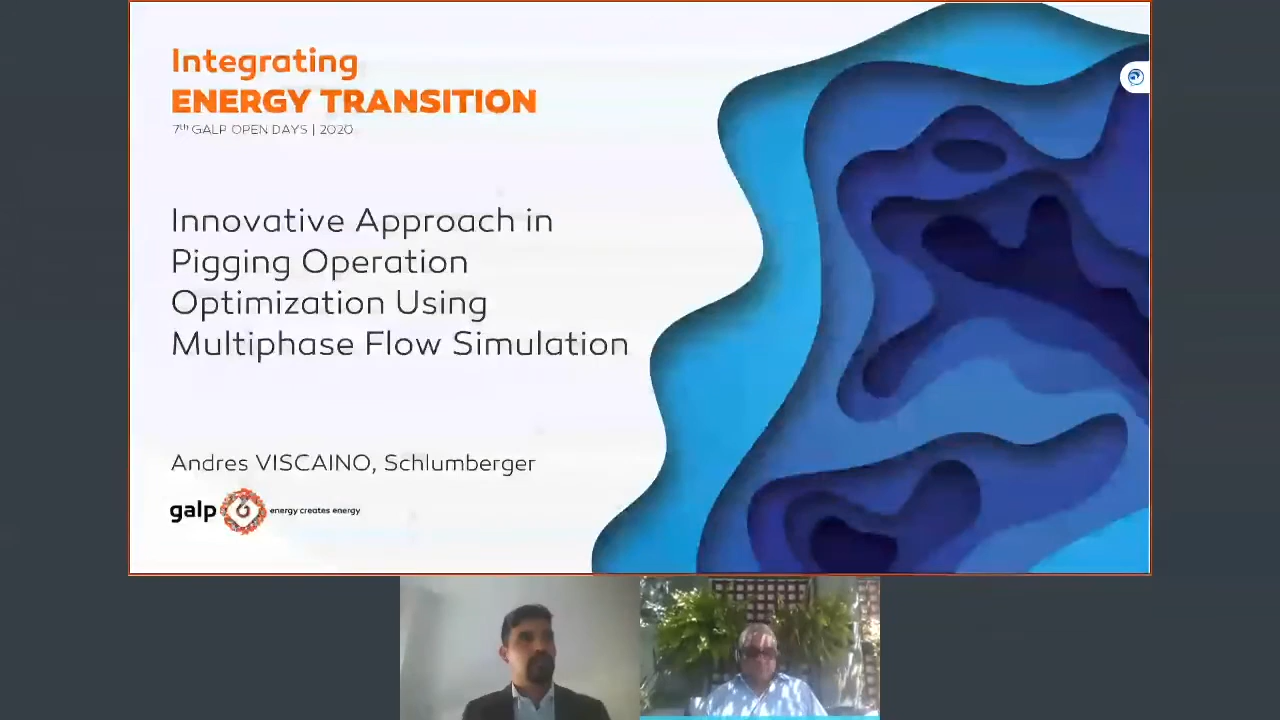 Integrating
ENERGY TRANSITION
7th GALP OPEN DAYS | 2020
Innovative Approach in
Pigging Operation
Optimization Using
Multiphase Flow Simulation
Andres VISCAINO, Schlumberger
galp energy creates energy